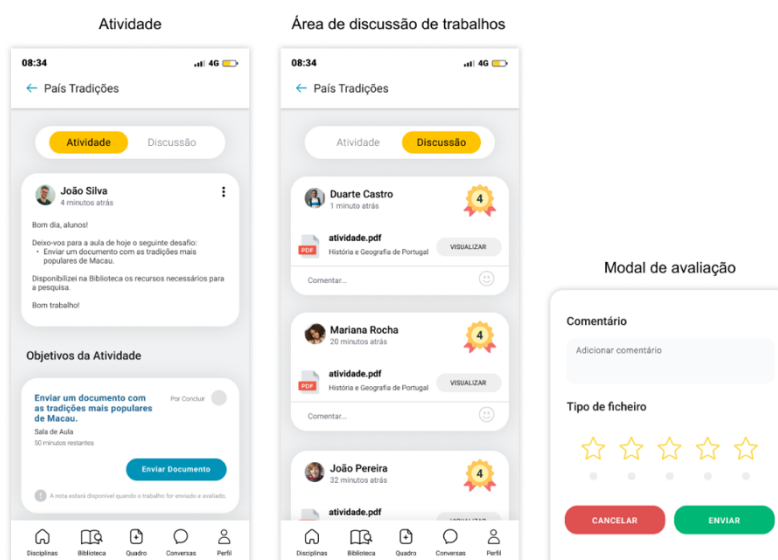 Atividade
08:34
4G
País Tradições
Atividade
Discussão
João Silva
4 minutos atrás
Bom dia, alunos!
Deixo-vos para a aula de hoje o seguinte desafio:
• Enviar um documento com as tradições mais
populares de Macau.
Disponibilizei na Biblioteca os recursos necessários para
a pesquisa.
Bom trabalho!
Objetivos da Atividade
Enviar um documento com
as tradições mais populares
de Macau.
Por Concluir
Sala de Aula
50 minutos restantes
Enviar Documento
A nota estará disponível quando o trabalho for enviado e avaliado.
Disciplinas
Biblioteca
Quadro
Conversas
Perfil
Área de discussão de trabalhos
08:34
4G
País Tradições
Atividade
Discussão
Duarte Castro
1 minuto atrás
4
PDF
atividade.pdf
História e Geografia de Portugal
VISUALIZAR
Comentar...
Mariana Rocha
20 minutos atrás
4
PDF
atividade.pdf
História e Geografia de Portugal
VISUALIZAR
Comentar...
João Pereira
32 minutos atrás
4
atividade.pdf
VISUALIZAR
Disciplinas
Biblioteca
Quadro
Conversas
Perfil
Modal de avaliação
Comentário
Adicionar comentário
Tipo de ficheiro
CANCELAR
ENVIAR